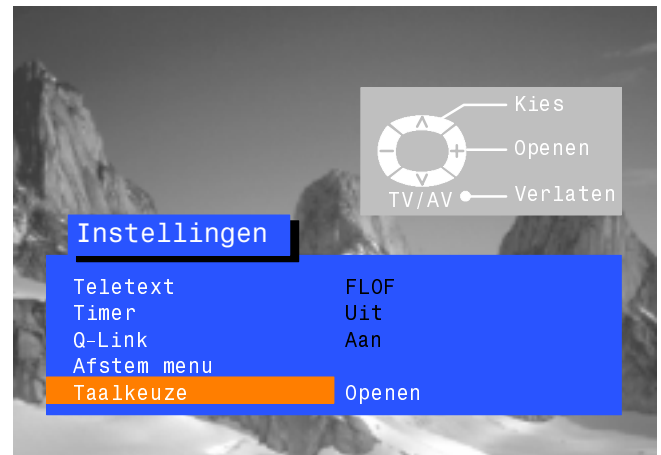 Kies
Openen
TV/AV Verlaten
Instellingen
Teletext FLOF
Timer Uit
Q-Link Aan
Afstem menu
Taalkeuze Openen